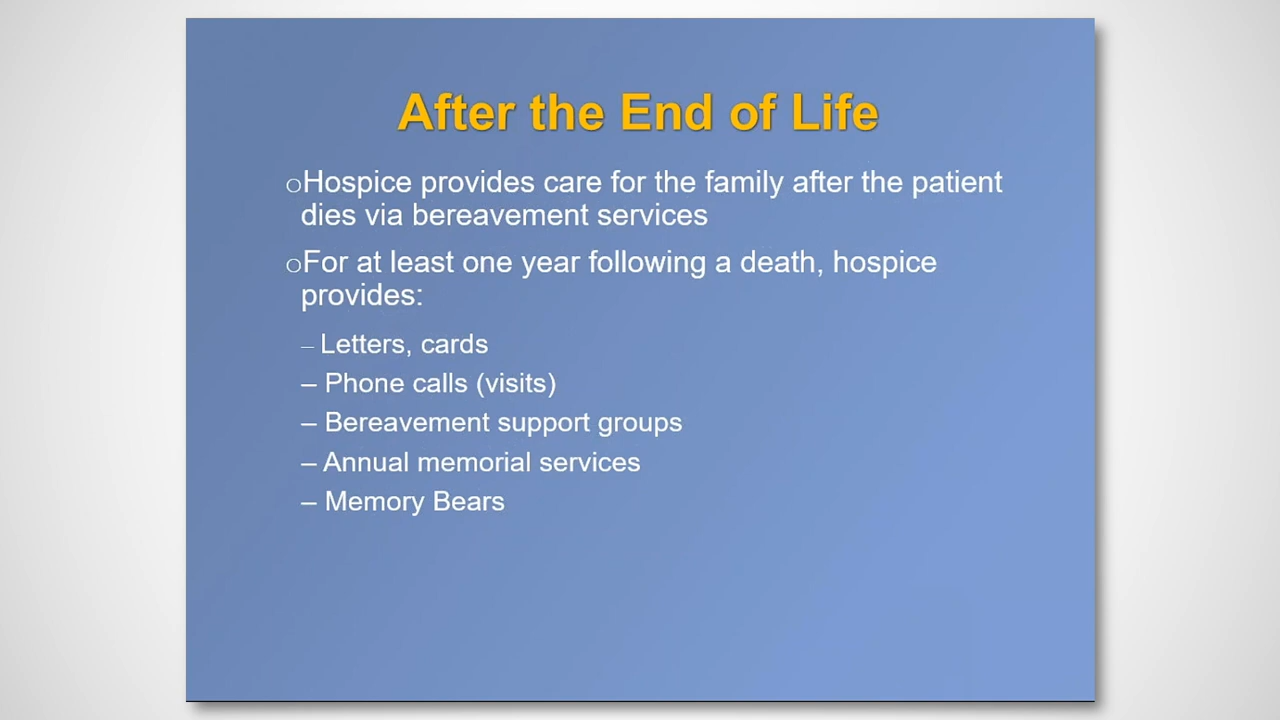 After the End of Life
oHospice provides care for the family after the patient
dies via bereavement services
oFor at least one year following a death, hospice
provides:
– Letters, cards
– Phone calls (visits)
– Bereavement support groups
– Annual memorial services
– Memory Bears